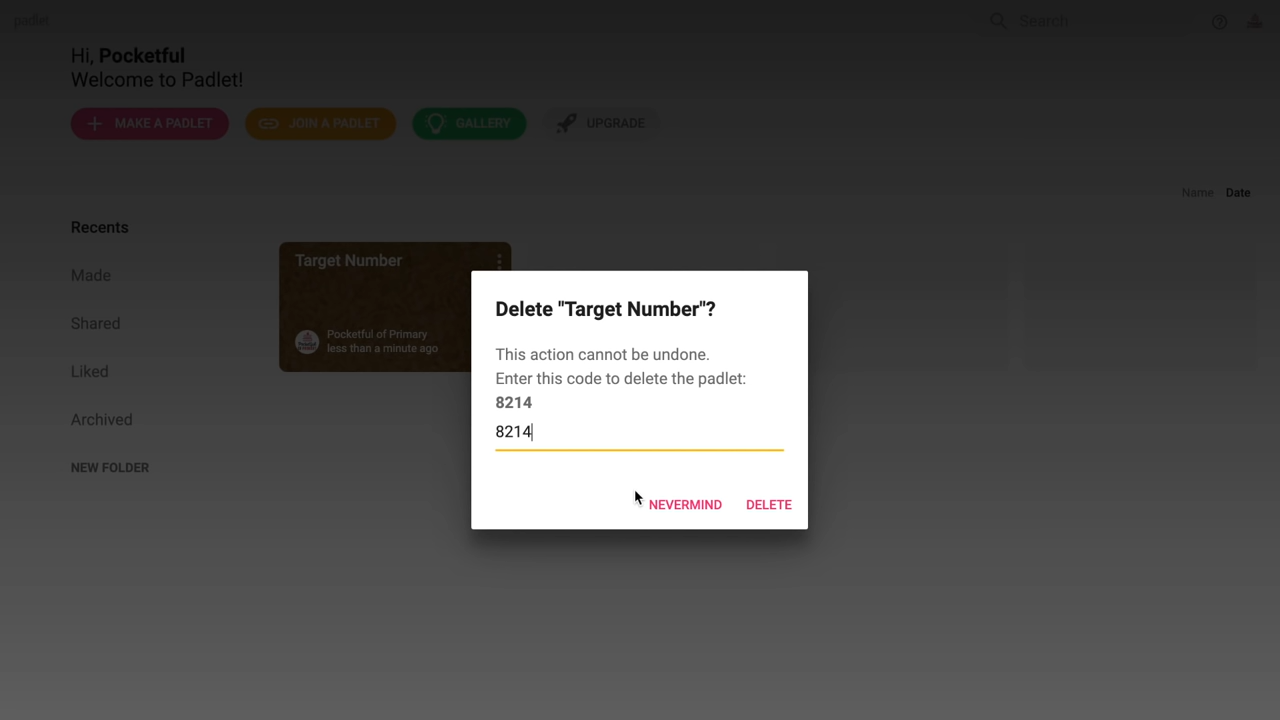 padlet
Search
Hi, Pocketful
Welcome to Padlet!
MAKE A PADLET
JOIN A PADLET
GALLERY
UPGRADE
Name
Date
Recents
Made
Shared
Liked
Archived
NEW FOLDER
Target Number
Pocketful of Primary
less than a minute ago
Delete "Target Number"?
This action cannot be undone.
Enter this code to delete the padlet:
8214
8214
NEVERMIND
DELETE